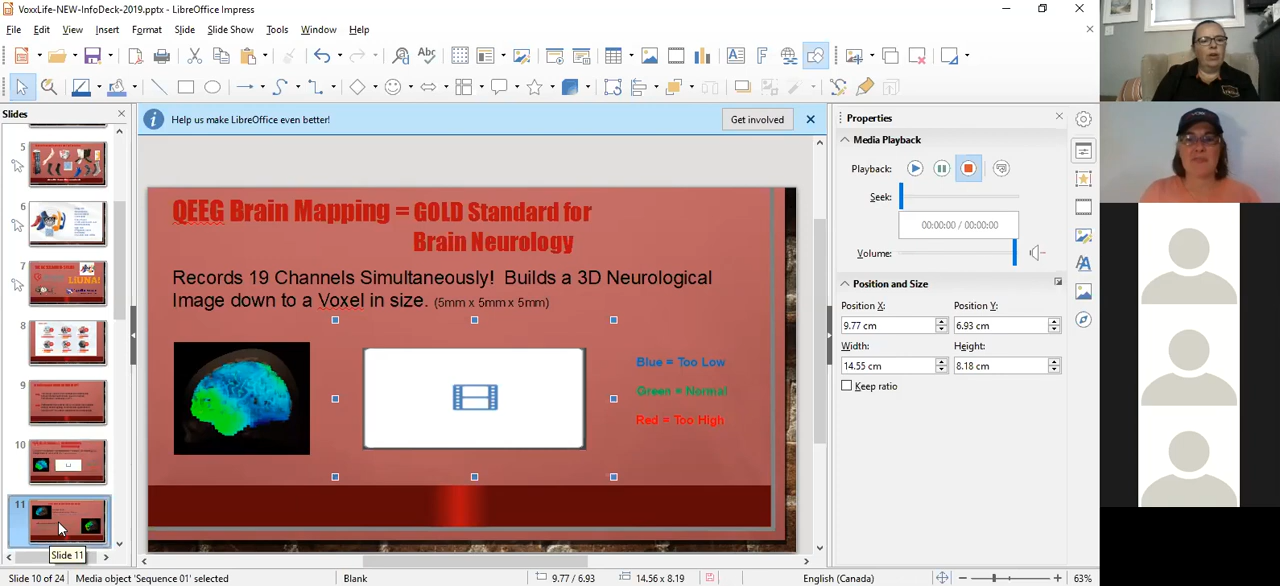 VoxxLife-NEW-InfoDeck-2019.pptx - LibreOffice Impress
File Edit View Insert Format Slide Slide Show Tools Window Help
Slides
Help us make LibreOffice even better!
Get involved
5
6
7
8
9
10
11
Slide 11
QEEG Brain Mapping = GOLD Standard for
Brain Neurology
Records 19 Channels Simultaneously! Builds a 3D Neurological
Image down to a Voxel in size. (5mm x 5mm x 5mm)
Blue = Too Low
Green = Normal
Red = Too High
Properties
Media Playback
Playback:
Seek:
00:00:00 / 00:00:00
Volume:
Position and Size
Position X: Position Y:
9.77 cm 6.93 cm
Width: Height:
14.55 cm 8.18 cm
Keep ratio
Slide 10 of 24 Media object 'Sequence 01' selected Blank 9.77 / 6.93 14.56 x 8.19 English (Canada) 63%